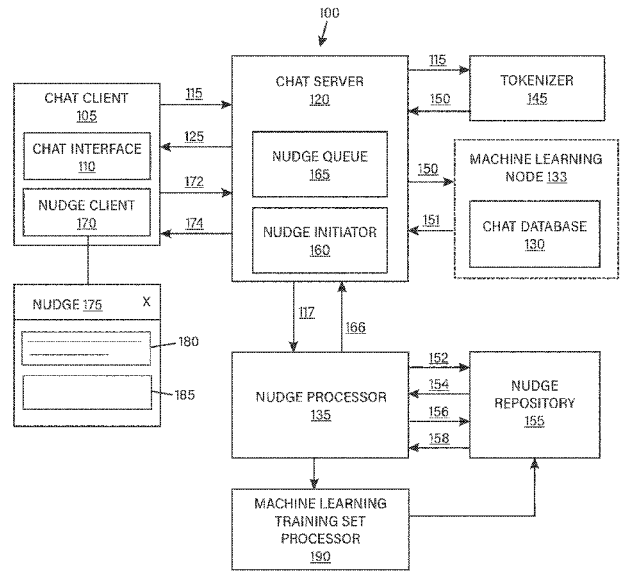 100
CHAT CLIENT
105
CHAT INTERFACE
110
NUDGE CLIENT
170
115
125
172
174
CHAT SERVER
120
NUDGE QUEUE
165
NUDGE INITIATOR
160
115
150
TOKENIZER
145
150
151
MACHINE LEARNING
NODE 133
CHAT DATABASE
130
NUDGE 175 X
180
185
117
166
NUDGE PROCESSOR
135
152
154
156
158
NUDGE
REPOSITORY
155
MACHINE LEARNING
TRAINING SET
PROCESSOR
190